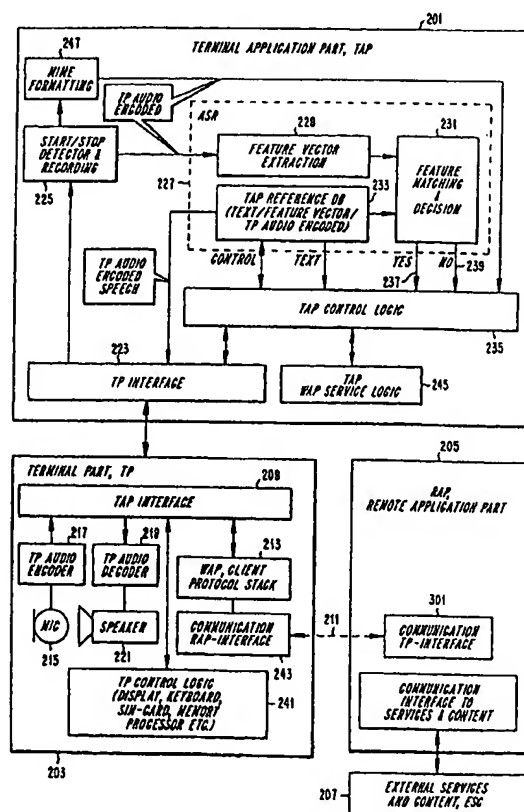 201
TERMINAL APPLICATION PART, TAP
247
MIME FORMATTING
TP AUDIO ENCODED
START/STOP DETECTOR & RECORDING
225
ASR
229
FEATURE VECTOR EXTRACTION
231
FEATURE MATCHING & DECISION
227
233
TAP REFERENCE DB (TEXT/FEATURE VECTOR/ TP AUDIO ENCODED)
CONTROL
TEXT
YES
NO
237
239
TP AUDIO ENCODED SPEECH
TAP CONTROL LOGIC
235
223
TP INTERFACE
TAP WAP SERVICE LOGIC
245
TERMINAL PART, TP
209
TAP INTERFACE
217
TP AUDIO ENCODER
219
TP AUDIO DECODER
213
WAP, CLIENT PROTOCOL STACK
MIC
215
SPEAKER
221
COMMUNICATION RAP-INTERFACE
243
TP CONTROL LOGIC (DISPLAY, KEYBOARD, SIM-CARD, MEMORY PROCESSOR ETC.)
241
203
211
205
RAP, REMOTE APPLICATION PART
301
COMMUNICATION TP-INTERFACE
COMMUNICATION INTERFACE TO SERVICES & CONTENT
207
EXTERNAL SERVICES AND CONTENT, ESC